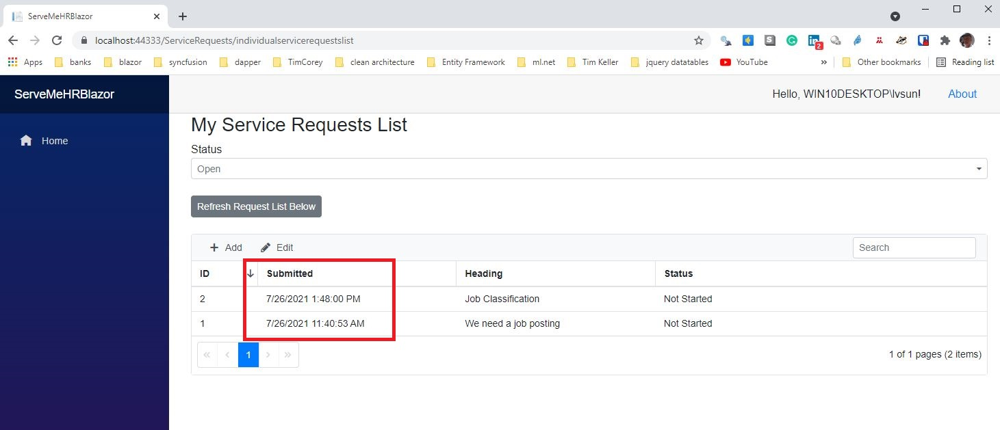 ServeMeHRBlazor
localhost:44333/ServiceRequests/individualservicerequestslist
2
Apps banks blazor syncfusion dapper TimCorey clean architecture Entity Framework ml.net Tim Keller jquery datatables YouTube » Other bookmarks Reading list
ServeMeHRBlazor
Hello, WIN10DESKTOP\lvsun! About
Home
My Service Requests List
Status
Open
Refresh Request List Below
Add Edit Search
ID Submitted Heading Status
2 7/26/2021 1:48:00 PM Job Classification Not Started
1 7/26/2021 11:40:53 AM We need a job posting Not Started
« ‹ 1 › » 1 of 1 pages (2 items)